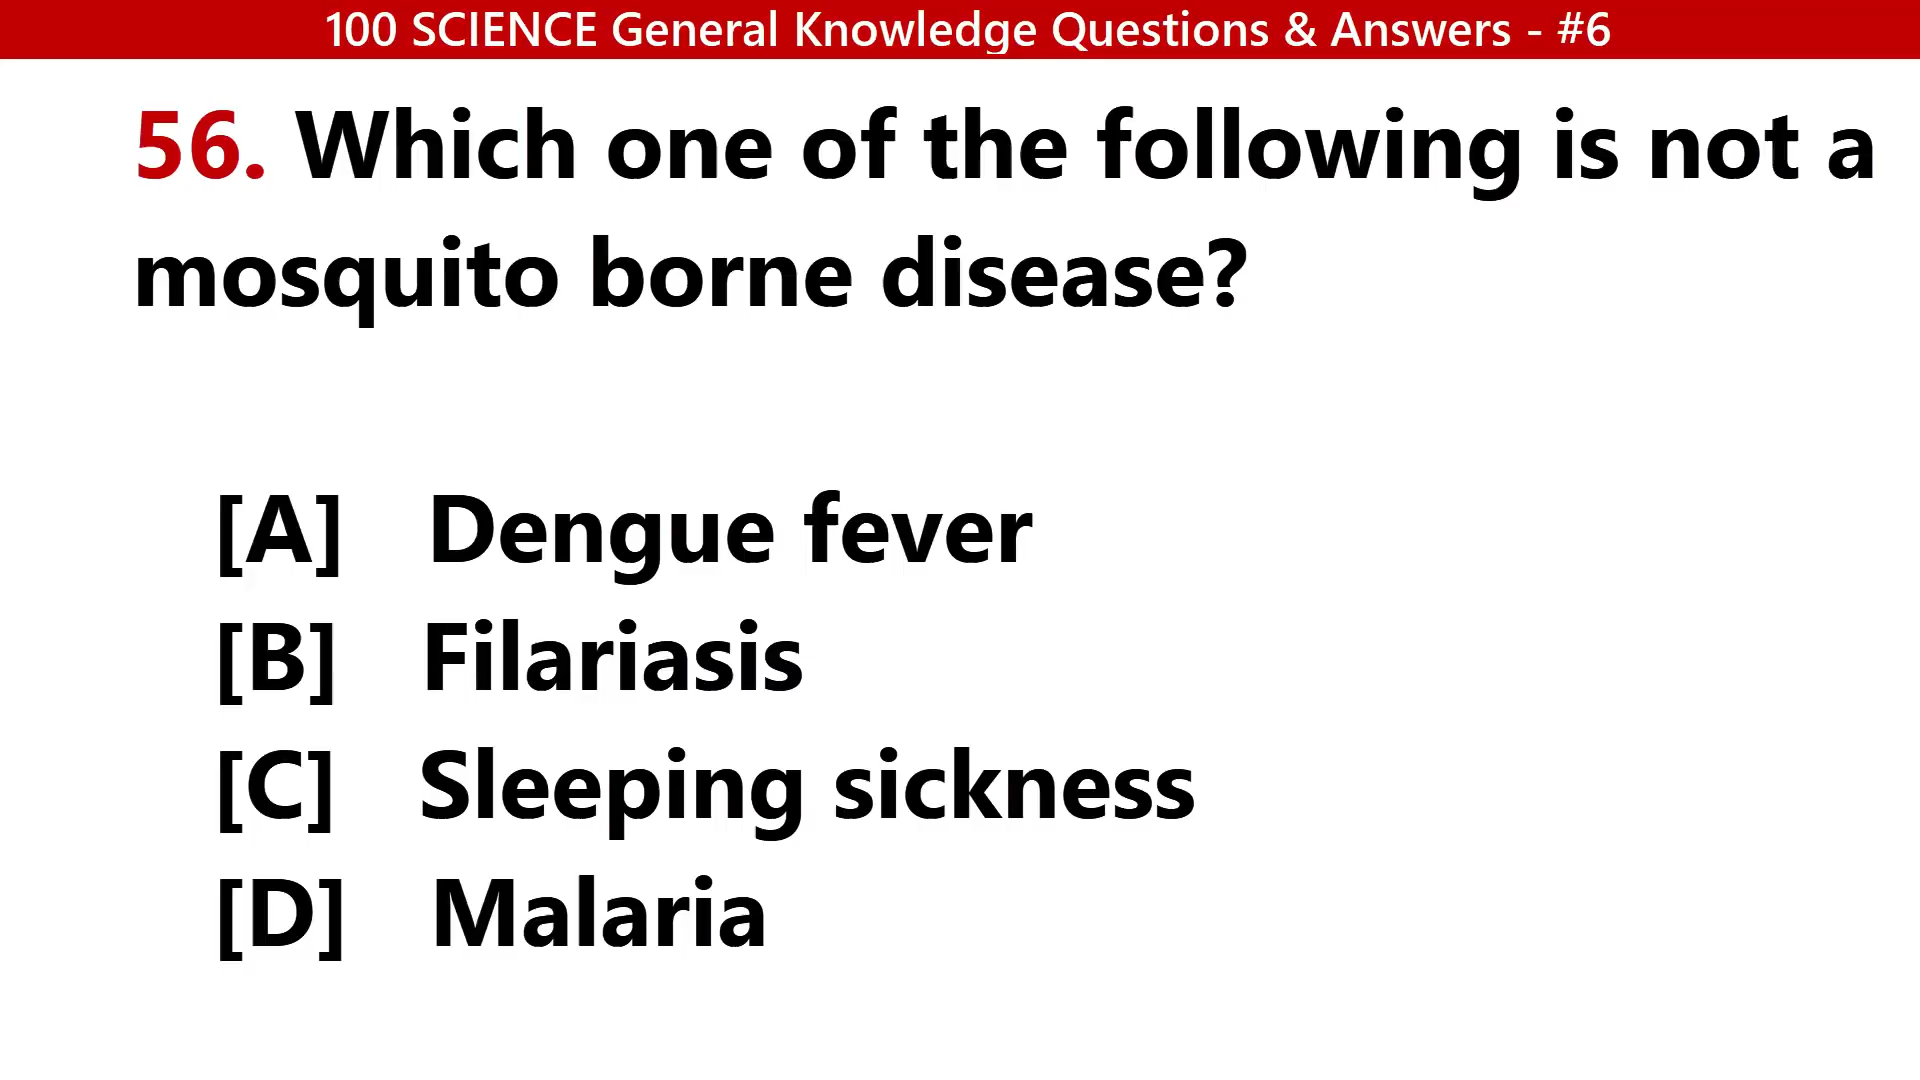 100 SCIENCE General Knowledge Questions & Answers - #6
56. Which one of the following is not a
mosquito borne disease?
[A] Dengue fever
[B] Filariasis
[C] Sleeping sickness
[D] Malaria